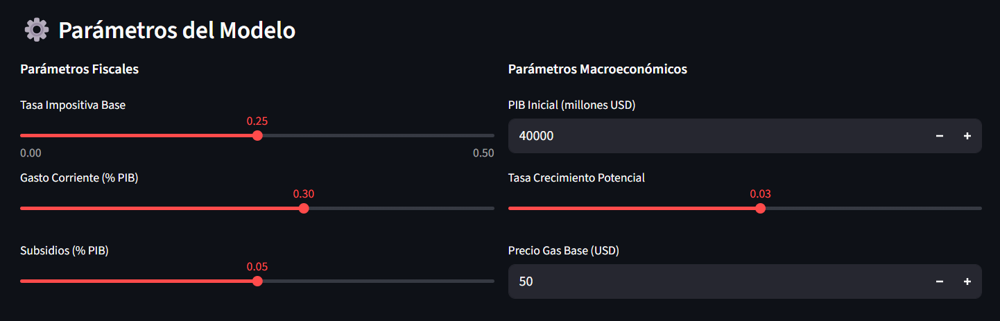 Parámetros del Modelo
Parámetros Fiscales
Tasa Impositiva Base
0.25
0.00
0.50
Gasto Corriente (% PIB)
0.30
Subsidios (% PIB)
0.05
Parámetros Macroeconómicos
PIB Inicial (millones USD)
40000
Tasa Crecimiento Potencial
0.03
Precio Gas Base (USD)
50